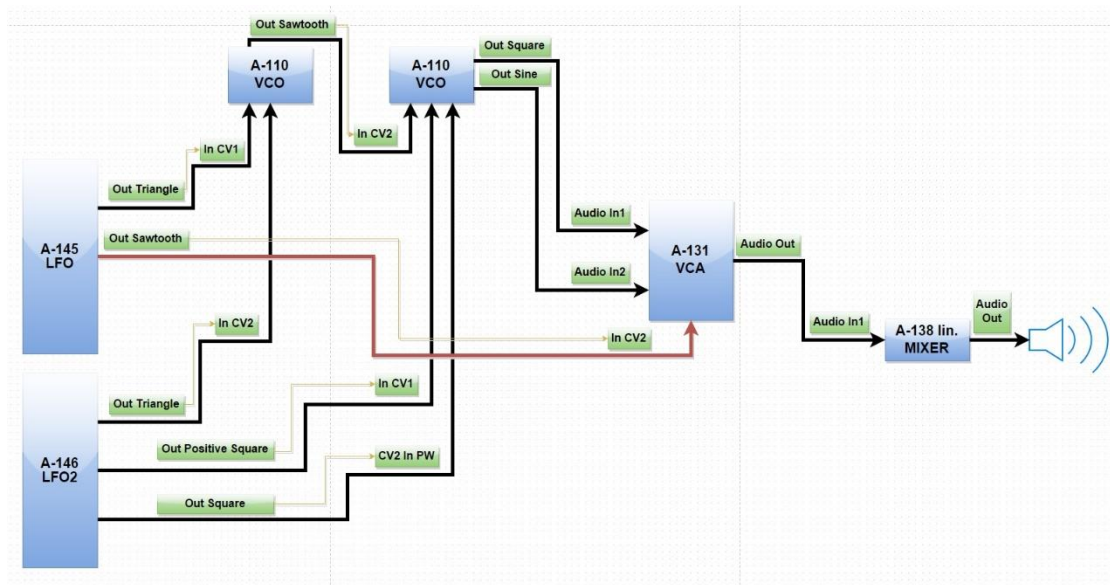 Out Sawtooth
A-110
VCO
A-110
VCO
Out Square
Out Sine
In CV2
In CV1
Out Triangle
A-145
LFO
Out Sawtooth
Audio In1
Audio In2
A-131
VCA
Audio Out
In CV2
In CV2
Audio In1
A-138 lin.
MIXER
Audio
Out
In CV1
Out Triangle
Out Positive Square
CV2 In PW
A-146
LFO2
Out Square